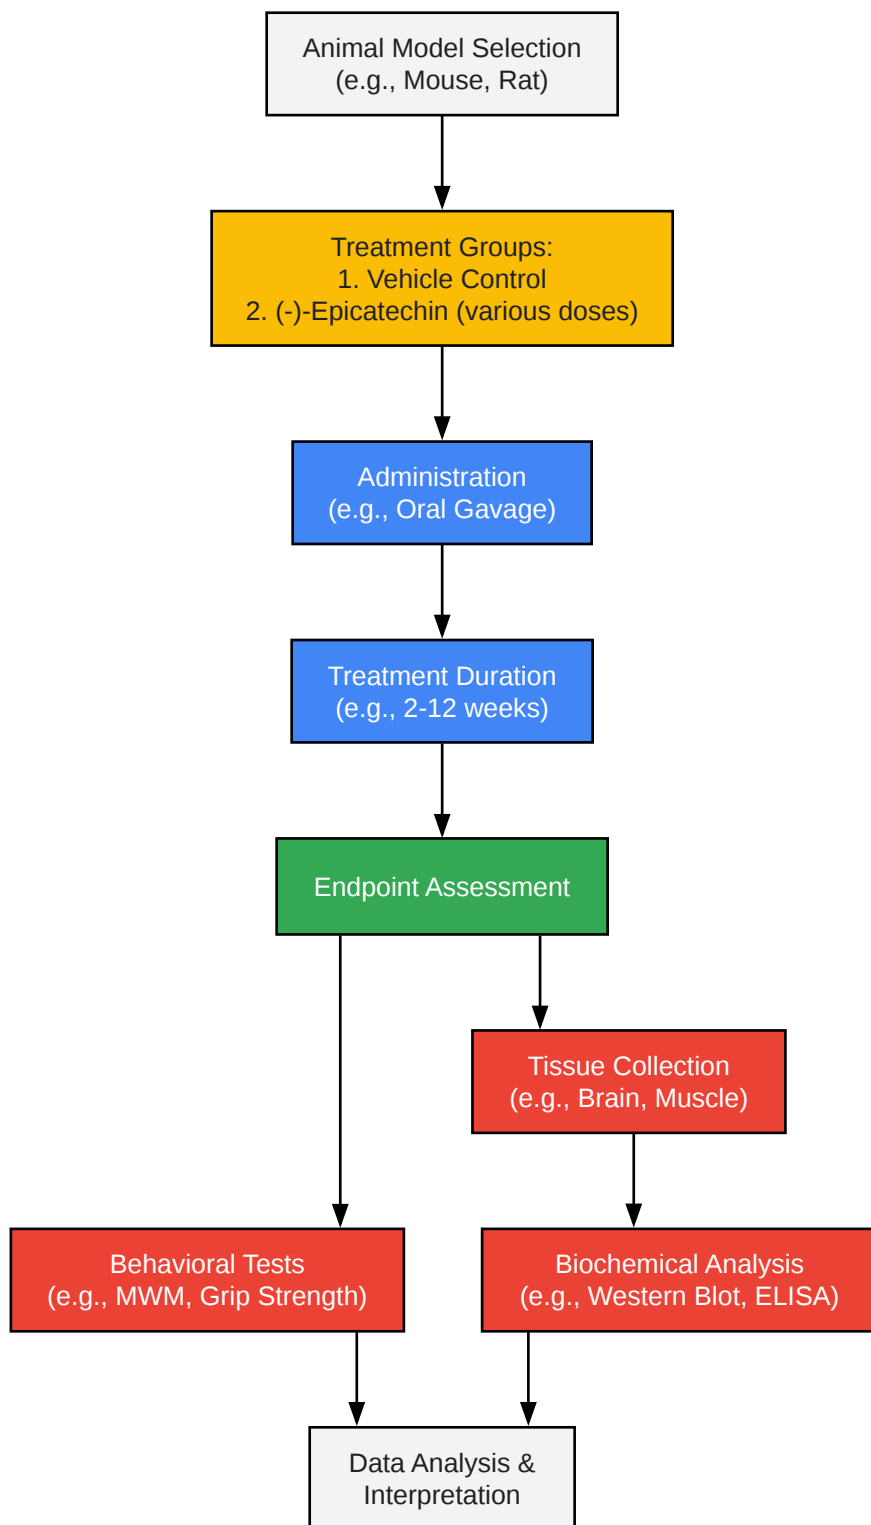 Animal Model Selection
(e.g., Mouse, Rat)
Treatment Groups:
1. Vehicle Control
2. (-)-Epicatechin (various doses)
Administration
(e.g., Oral Gavage)
Treatment Duration
(e.g., 2-12 weeks)
Endpoint Assessment
Tissue Collection
(e.g., Brain, Muscle)
Behavioral Tests
(e.g., MWM, Grip Strength)
Biochemical Analysis
(e.g., Western Blot, ELISA)
Data Analysis &
Interpretation